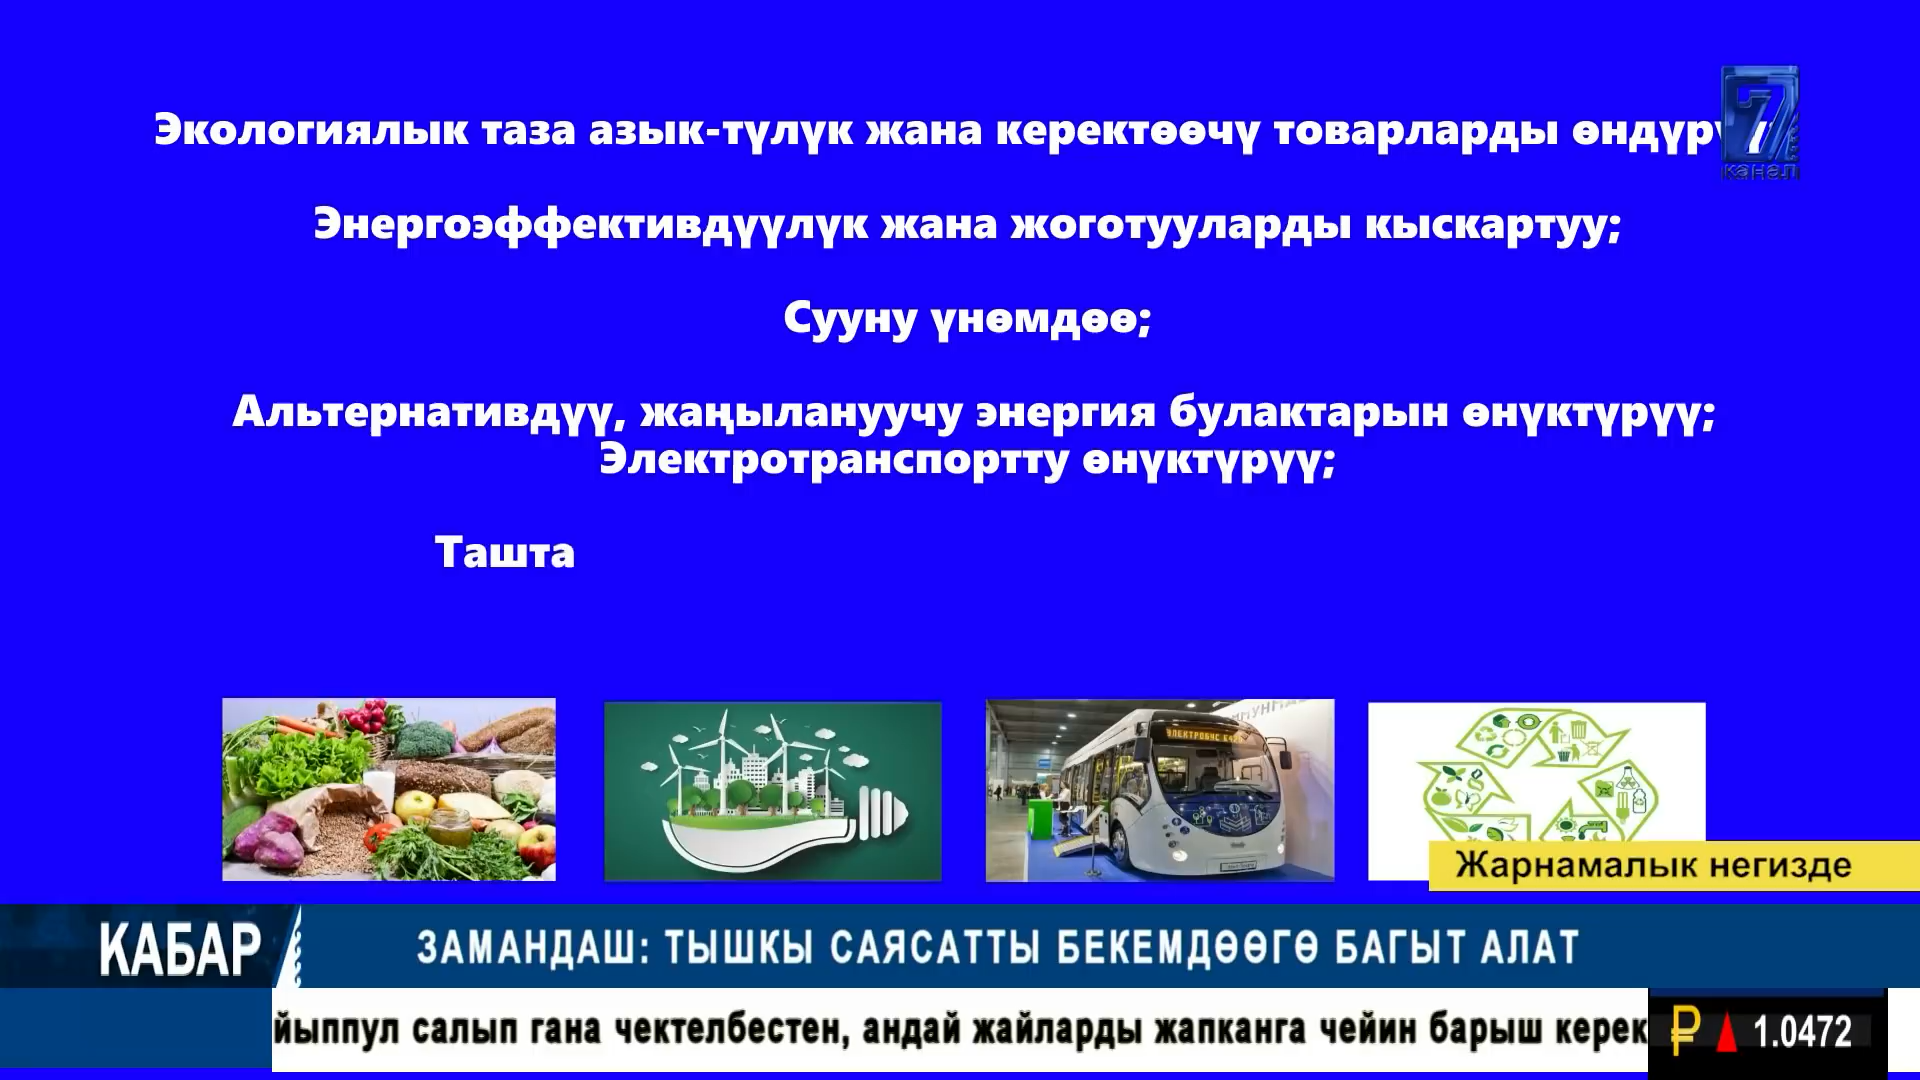 Экологиялык таза азык-түлүк жана керектөөчү товарларды
7
канал
Энергоэффективдүүлүк жана жоготууларды кыскартуу;
Сууну үнөмдөө;
Альтернативдүү, жаңылануучу энергия булактарын өнүктүрүү;
Электротранспортту өнүктүрүү;
Ташта
Жарнамалык негизде
КАБАР
ЗАМАНДАШ: ТЫШКЫ САЯСАТТЫ БЕКЕМДӨӨГӨ БАГЫТ АЛАТ
йыппул салып гана чектелбестен, андай жайларды жапканга чейин барыш керек
₽ 1.0472